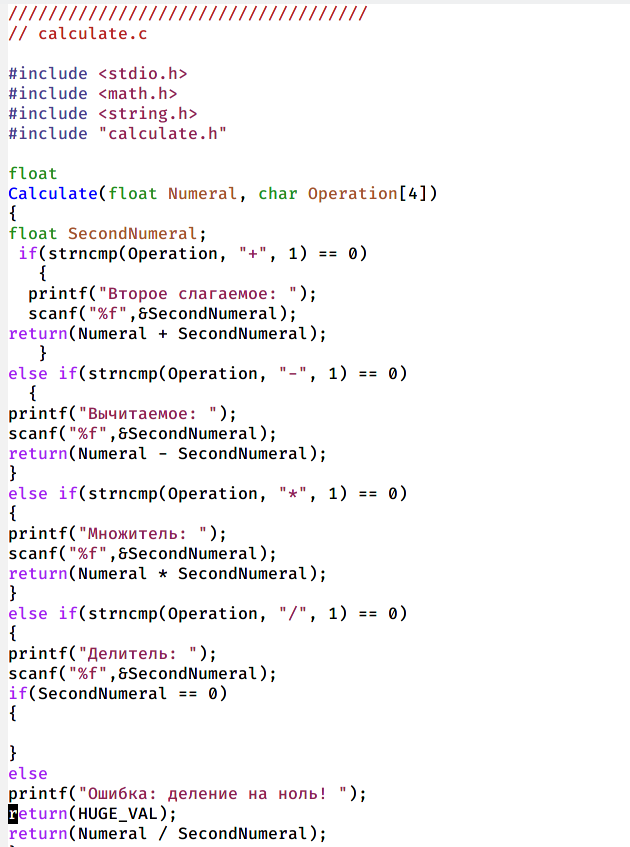 ////////////////////////////////////
// calculate.c
#include <stdio.h>
#include <math.h>
#include <string.h>
#include "calculate.h"
float
Calculate(float Numeral, char Operation[4])
{
float SecondNumeral;
if(strncmp(Operation, "+", 1) == 0)
{
printf("Второе слагаемое: ");
scanf("%f",&SecondNumeral);
return(Numeral + SecondNumeral);
}
else if(strncmp(Operation, "-", 1) == 0)
{
printf("Вычитаемое: ");
scanf("%f",&SecondNumeral);
return(Numeral - SecondNumeral);
}
else if(strncmp(Operation, "*", 1) == 0)
{
printf("Множитель: ");
scanf("%f",&SecondNumeral);
return(Numeral * SecondNumeral);
}
else if(strncmp(Operation, "/", 1) == 0)
{
printf("Делитель: ");
scanf("%f",&SecondNumeral);
if(SecondNumeral == 0)
{
}
else
printf("Ошибка: деление на ноль! ");
return(HUGE_VAL);
return(Numeral / SecondNumeral);